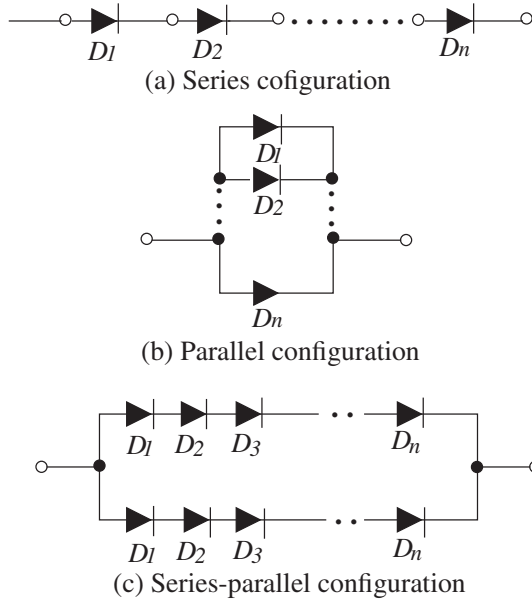 D1 D2 Dn
(a) Series cofiguration
D1
D2
Dn
(b) Parallel configuration
D1 D2 D3 Dn
D1 D2 D3 Dn
(c) Series-parallel configuration